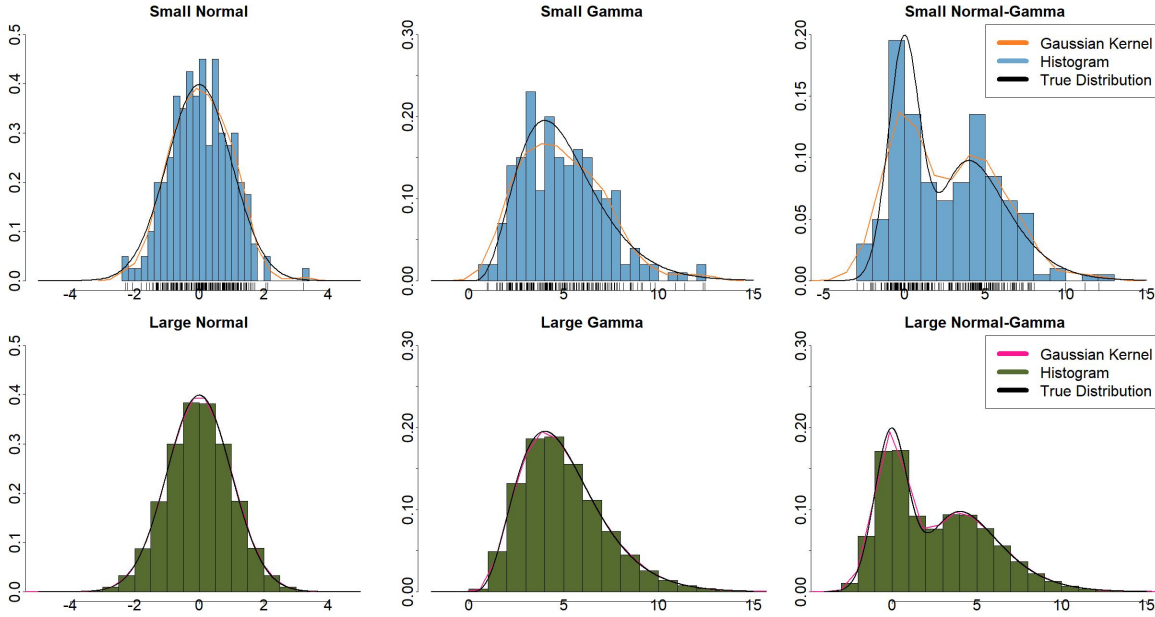 Small Normal
0.5
0.4
0.3
0.2
0.1
0.0
-4 -2 0 2 4
Small Gamma
0.30
0.20
0.10
0.00
0 5 10 15
Small Normal-Gamma
0.20
0.15
0.10
0.05
0.00
-5 0 5 10 15
Gaussian Kernel
Histogram
True Distribution
Large Normal
0.5
0.4
0.3
0.2
0.1
0.0
-4 -2 0 2 4
Large Gamma
0.30
0.20
0.10
0.00
0 5 10 15
Large Normal-Gamma
0.30
0.20
0.10
0.00
0 5 10 15
Gaussian Kernel
Histogram
True Distribution